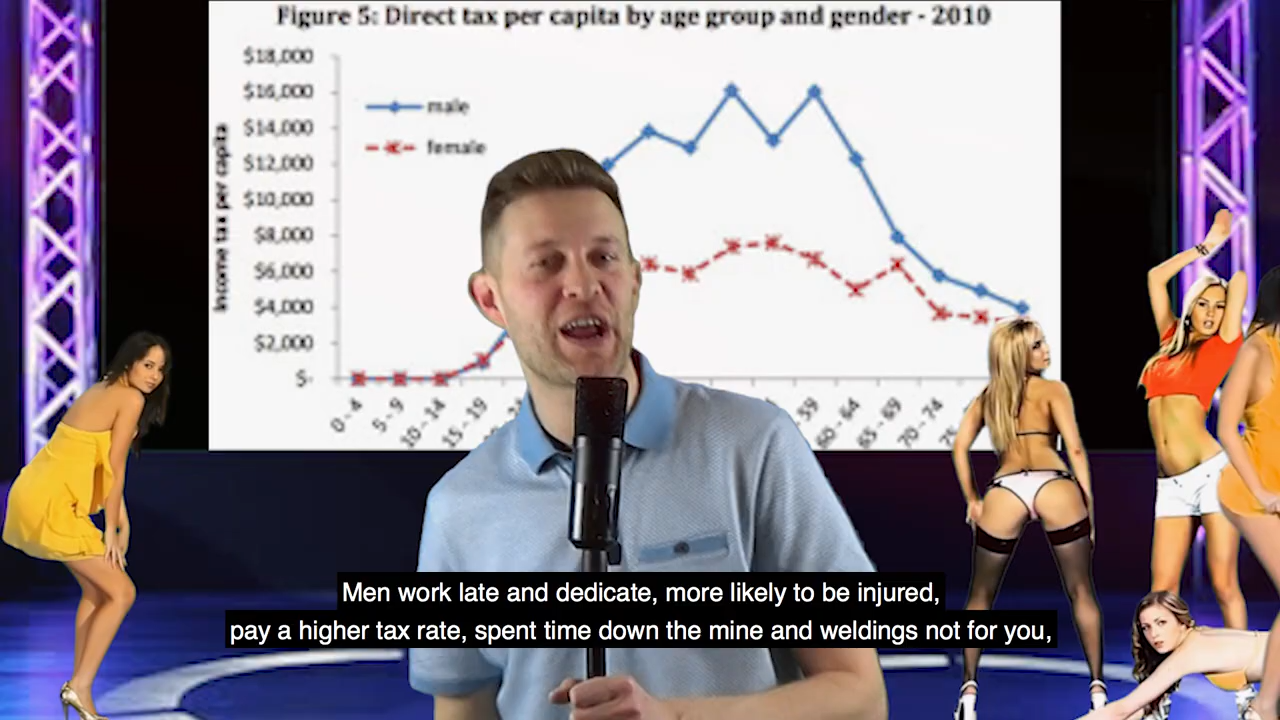 Figure 5: Direct tax per capita by age group and gender - 2010
$18,000
$16,000
$14,000
$12,000
$10,000
$8,000
$6,000
$4,000
$2,000
$-
Income tax per capita
male
female
0 - 4
5 - 9
10 - 14
15 - 19
60 - 64
65 - 69
70 - 74
Men work late and dedicate, more likely to be injured,
pay a higher tax rate, spent time down the mine and weldings not for you,